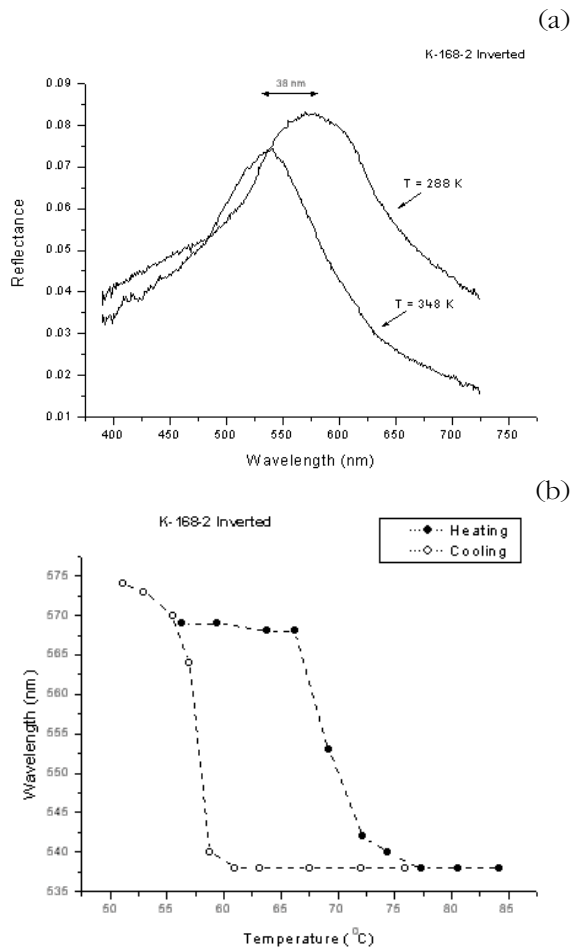 (a)
K-168-2 Inverted
38 nm
0.09
0.08
0.07
0.06
0.05
0.04
0.03
0.02
0.01
Reflectance
T = 288 K
T = 348 K
400 450 500 550 600 650 700 750
Wavelength (nm)
(b)
K-168-2 Inverted
Heating
Cooling
575
570
565
560
555
550
545
540
535
Wavelength (nm)
50 55 60 65 70 75 80 85
Temperature (°C)